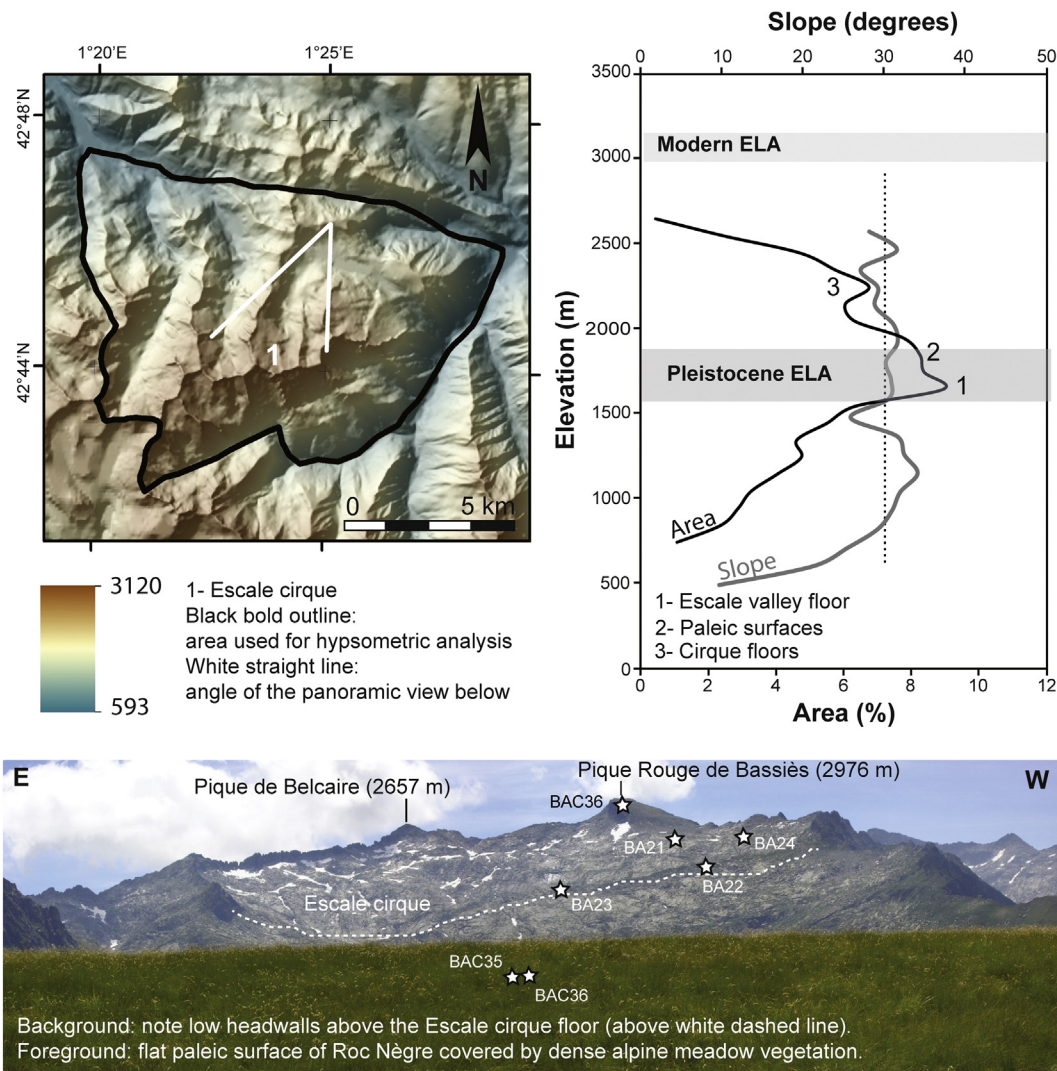 1°20'E
1°25'E
42°48'N
42°44'N
N
1
0
5 km
3120
593
1- Escale cirque
Black bold outline:
area used for hypsometric analysis
White straight line:
angle of the panoramic view below
Slope (degrees)
0
10
20
30
40
50
3500
3000
2500
2000
1500
1000
500
0
Elevation (m)
Modern ELA
Pleistocene ELA
3
2
1
Area
Slope
1- Escale valley floor
2- Paleic surfaces
3- Cirque floors
0
2
4
6
8
10
12
Area (%)
E
W
Pique de Belcaire (2657 m)
Pique Rouge de Bassiès (2976 m)
BAC36
BA21
BA24
BA22
BA23
Escale cirque
BAC35
BAC36
Background: note low headwalls above the Escale cirque floor (above white dashed line).
Foreground: flat paleic surface of Roc Nègre covered by dense alpine meadow vegetation.